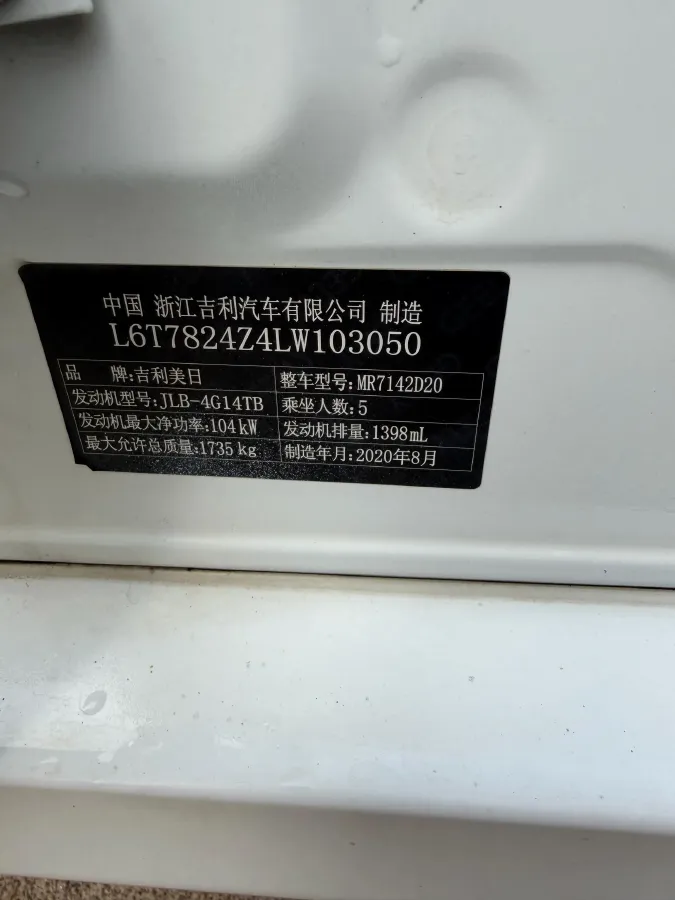 中国 浙江吉利汽车有限公司 制造
L6T7824Z4LW103050
品 牌:吉利美日 整车型号:MR7142D20
发动机型号:JLB-4G14TB 乘坐人数:5
发动机最大净功率:104kW 发动机排量:1398mL
最大允许总质量:1735kg 制造年月:2020年8月